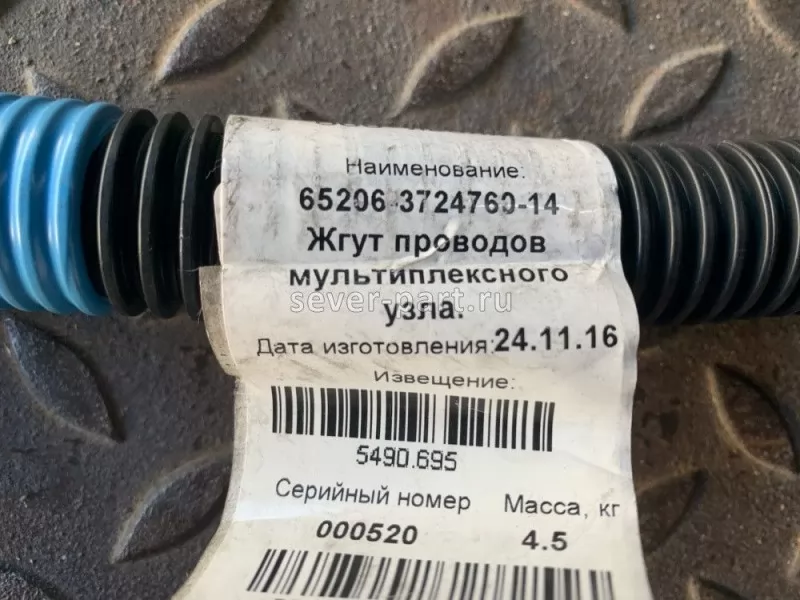 Наименование:
65206-3724760-14
Жгут проводов
мультиплексного
sever-part.ru
узла.
Дата изготовления: 24.11.16
Извещение:
5490.695
Серийный номер Масса, кг
000520 4.5